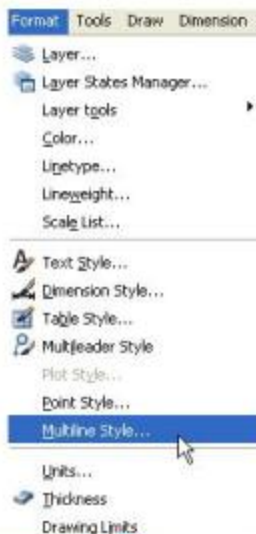 Format Tools Draw Dimension
Layer...
Layer States Manager...
Layer tools
Color...
Linetype...
Lineweight...
Scale List...
Text Style...
Dimension Style...
Table Style...
Multileader Style
Plot Style...
Point Style...
Multiline Style...
Units...
Thickness
Drawing Limits